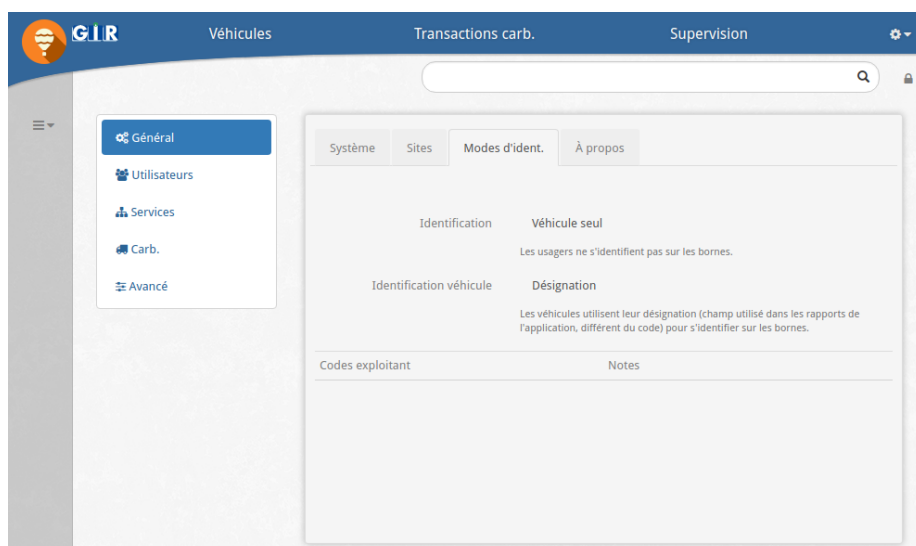 GIR Véhicules Transactions carb. Supervision
Général
Utilisateurs
Services
Carb.
Avancé
Système Sites Modes d'ident. À propos
Identification Véhicule seul
Les usagers ne s'identifient pas sur les bornes.
Identification véhicule Désignation
Les véhicules utilisent leur désignation (champ utilisé dans les rapports de
l'application, différent du code) pour s'identifier sur les bornes.
Codes exploitant Notes